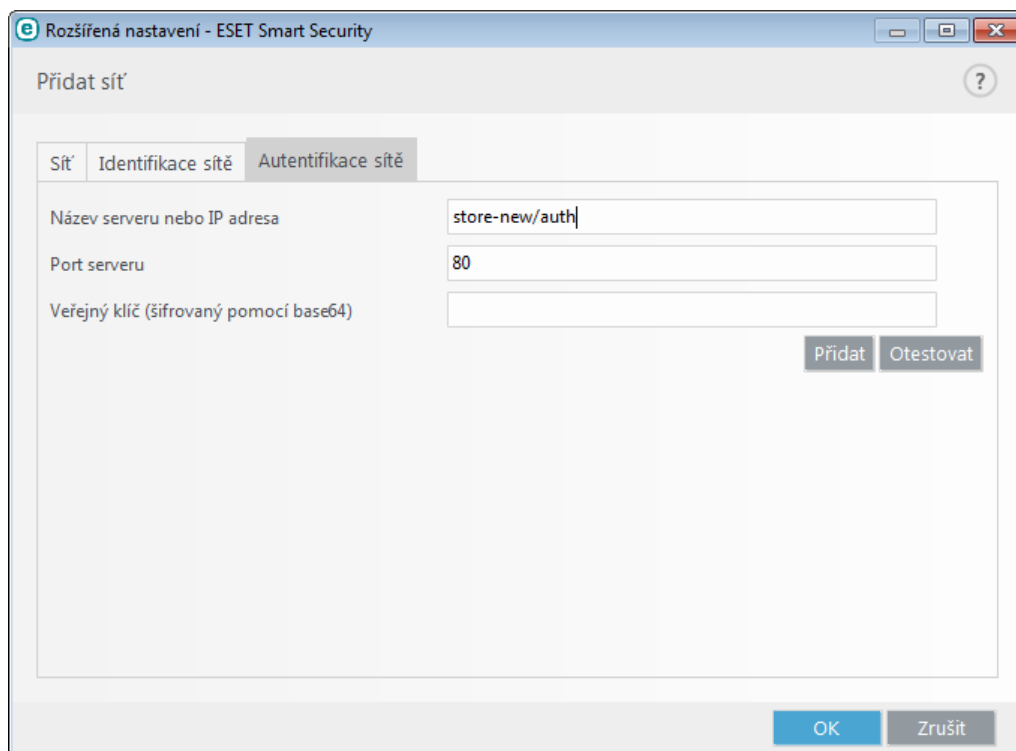 Rozšířená nastavení - ESET Smart Security
Přidat síť
?
Síť Identifikace sítě Autentifikace sítě
Název serveru nebo IP adresa store-new/auth
Port serveru 80
Veřejný klíč (šifrovaný pomocí base64)
Přidat Otestovat
OK Zrušit